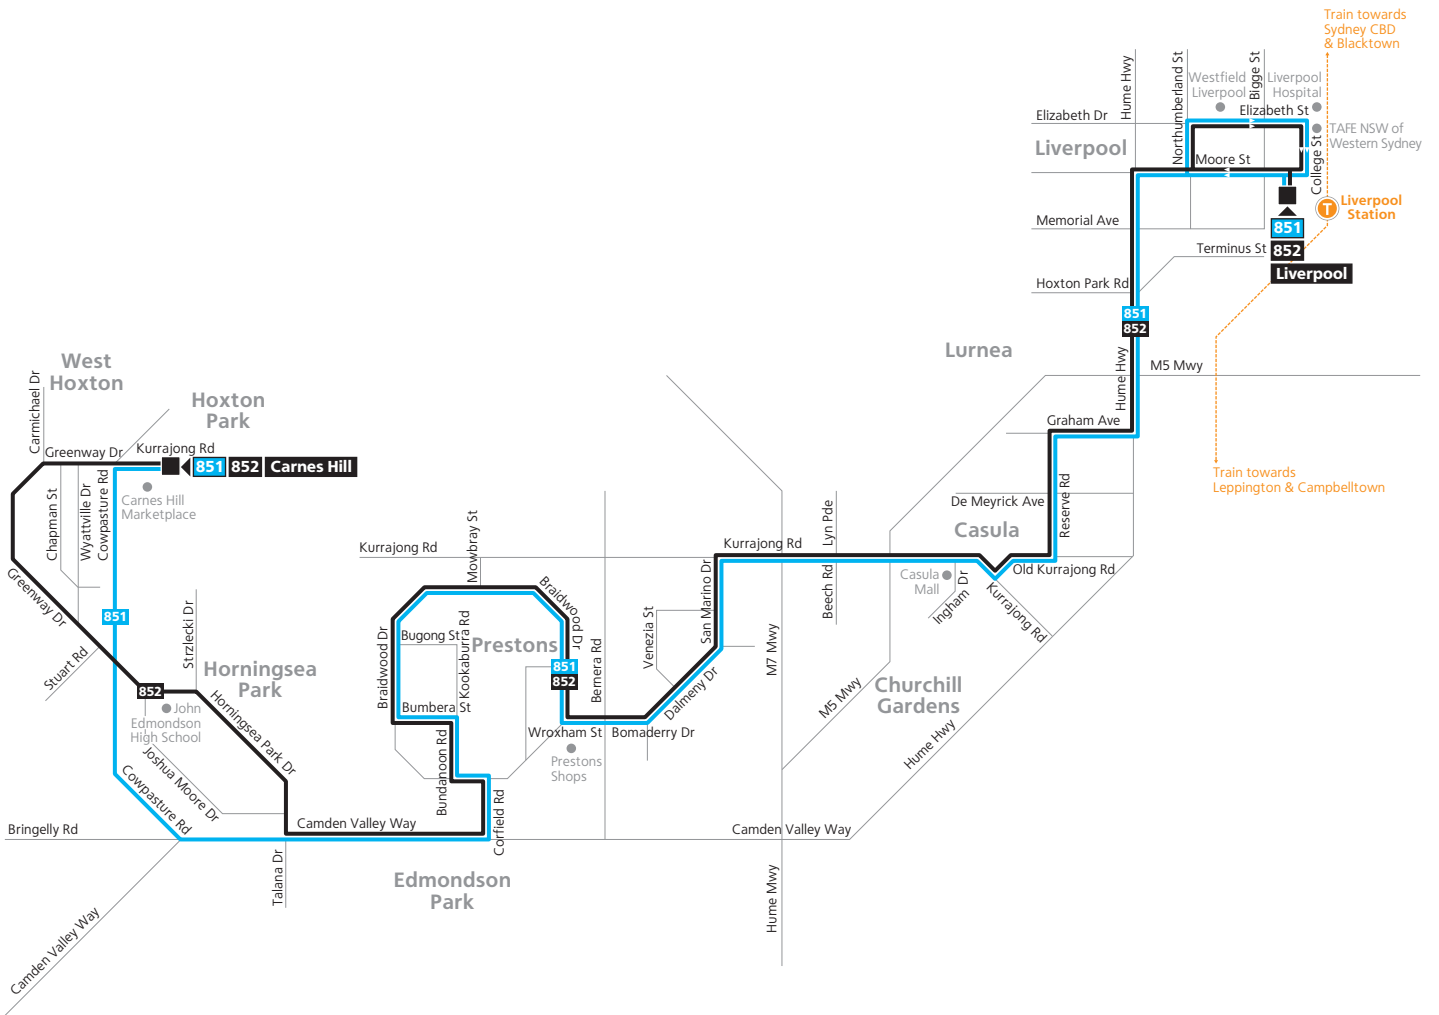 Train towards
Sydney CBD
& Blacktown
Hume Hwy
Northumberland St
Bigge St
Westfield
Liverpool
Liverpool
Hospital
Elizabeth Dr
Elizabeth St
TAFE NSW of
Western Sydney
Liverpool
Moore St
College St
T
Liverpool
Station
Memorial Ave
851
Terminus St
852
Liverpool
Hoxton Park Rd
851
852
Lurnea
Hume Hwy
M5 Mwy
West
Hoxton
Carmichael Dr
Hoxton
Park
Graham Ave
Greenway Dr
Kurrajong Rd
851
852
Carnes Hill
Train towards
Leppington & Campbelltown
Chapman St
Wyattville Dr
Cowpasture Rd
Carnes Hill
Marketplace
De Meyrick Ave
Reserve Rd
Casula
Mowbray St
Lyn Pde
Kurrajong Rd
Kurrajong Rd
Old Kurrajong Rd
Casula
Mall
Ingham Dr
Kurrajong Rd
Beech Rd
Greenway Dr
851
Braidwood Dr
San Marino Dr
Venezia St
Strzlecki Dr
Bugong St
Kookaburra Rd
Prestons
Bernera Rd
M7 Mwy
Stuart Rd
Horningsea
Park
Braidwood Dr
851
852
852
Dalmeny Dr
Churchill
Gardens
M5 Mwy
John
Edmondson
High School
Horningsea Park Dr
Bumbera St
Wroxham St
Bomaderry Dr
Hume Hwy
Joshua Moore Dr
Bundanoon Rd
Prestons
Shops
Cowpasture Rd
Corfield Rd
Bringelly Rd
Camden Valley Way
Camden Valley Way
Talana Dr
Edmondson
Park
Hume Mwy
Camden Valley Way